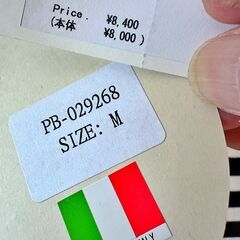 Price. ¥8,400
(本体 ¥8,000)
PB-029268
SIZE: M